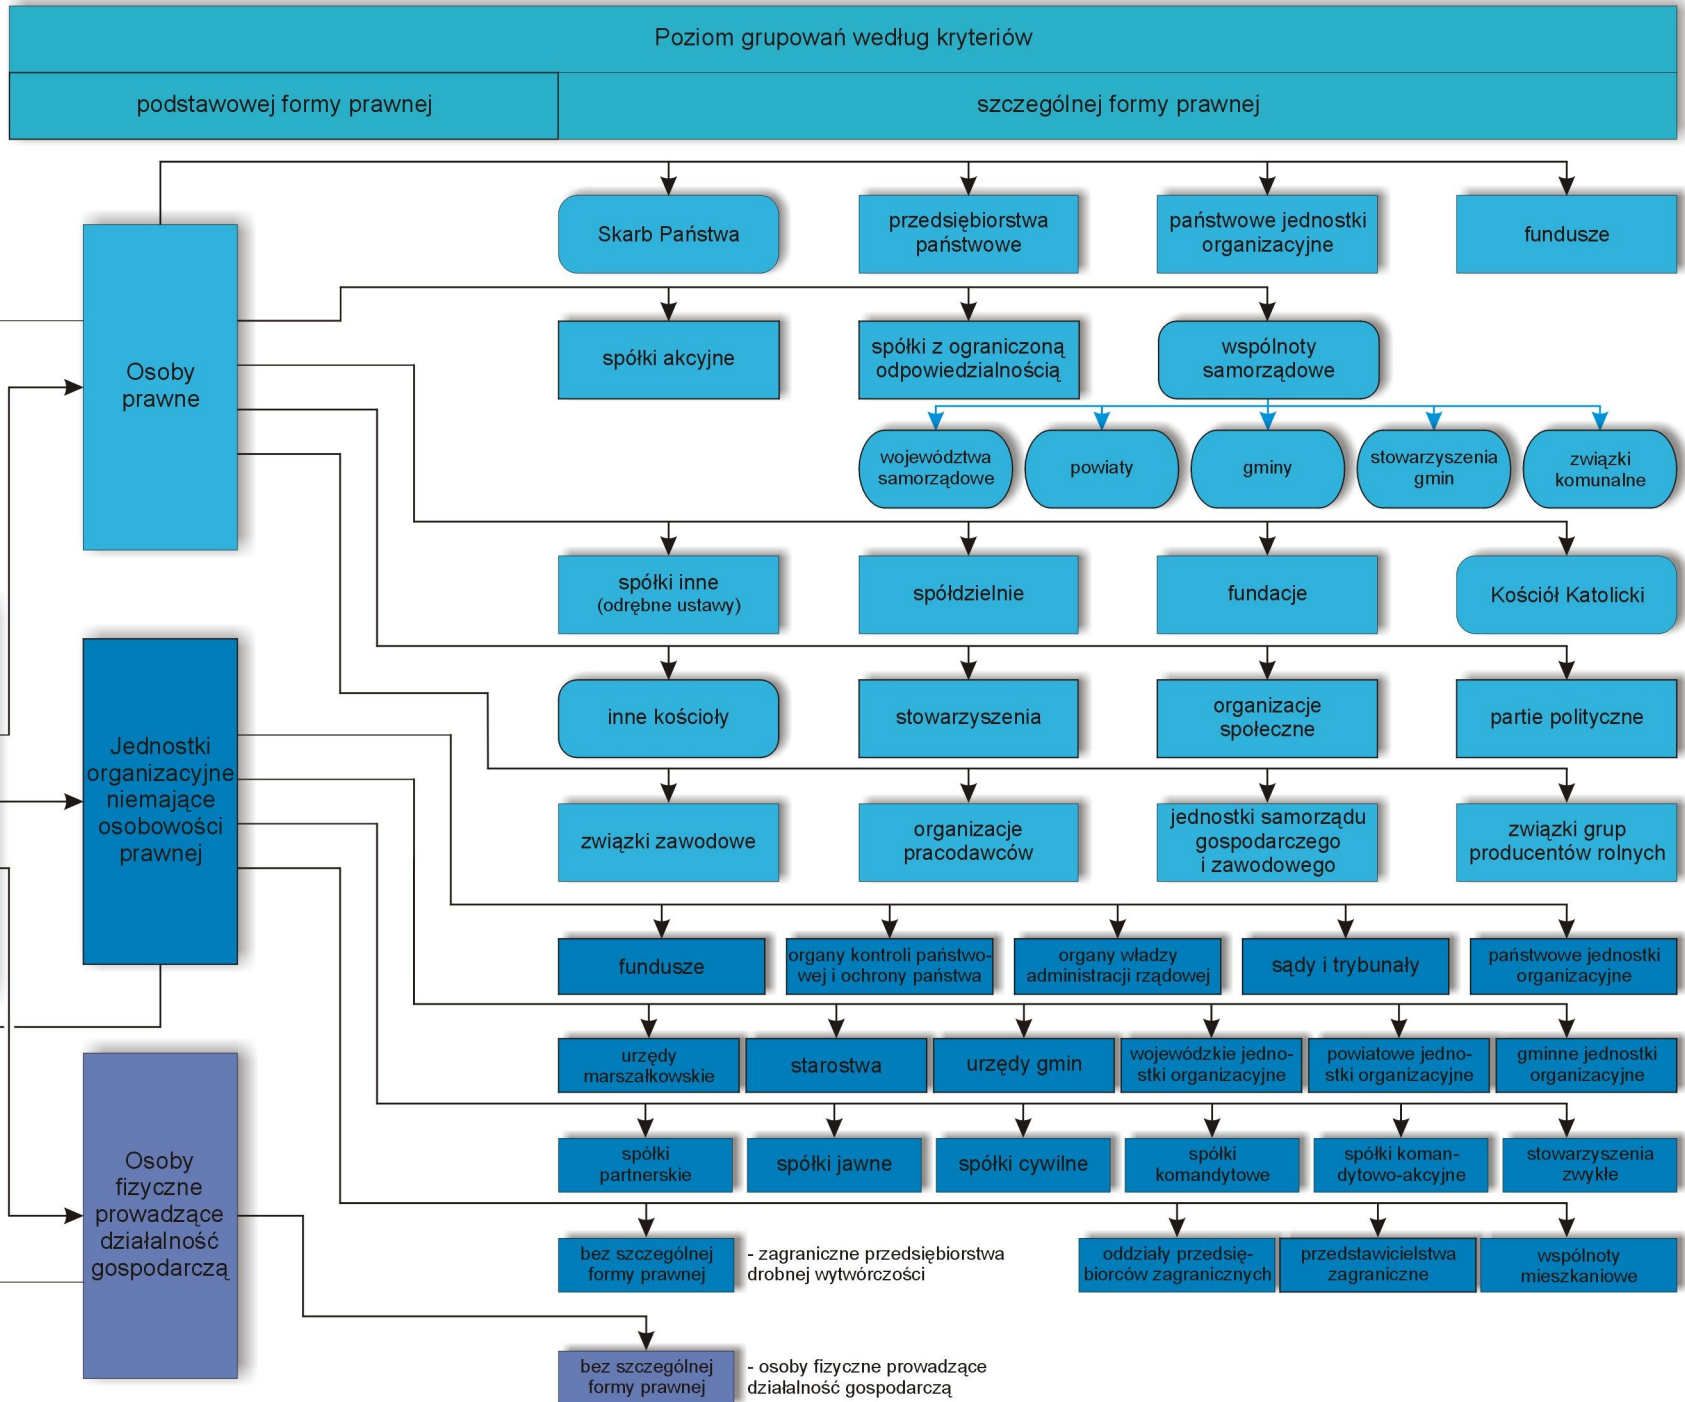 Poziom grupowań według kryteriów
podstawowej formy prawnej
szczególnej formy prawnej
Osoby
prawne
Skarb Państwa
przedsiębiorstwa
państwowe
państwowe jednostki
organizacyjne
fundusze
spółki akcyjne
spółki z ograniczoną
odpowiedzialnością
wspólnoty
samorządowe
województwa
samorządowe
powiaty
gminy
stowarzyszenia
gmin
związki
komunalne
spółki inne
(odrębne ustawy)
spółdzielnie
fundacje
Kościół Katolicki
inne kościoły
stowarzyszenia
organizacje
społeczne
partie polityczne
związki zawodowe
organizacje
pracodawców
jednostki samorządu
gospodarczego
i zawodowego
związki grup
producentów rolnych
Jednostki
organizacyjne
niemające
osobowości
prawnej
fundusze
organy kontroli państwo-
wej i ochrony państwa
organy władzy
administracji rządowej
sądy i trybunały
państwowe jednostki
organizacyjne
urzędy
marszałkowskie
starostwa
urzędy gmin
wojewódzkie jedno-
stki organizacyjne
powiatowe jedno-
stki organizacyjne
gminne jednostki
organizacyjne
spółki
partnerskie
spółki jawne
spółki cywilne
spółki
komandytowe
spółki koman-
dytowo-akcyjne
stowarzyszenia
zwykłe
bez szczególnej
formy prawnej
- zagraniczne przedsiębiorstwa
drobnej wytwórczości
oddziały przedsię-
biorców zagranicznych
przedstawicielstwa
zagraniczne
wspólnoty
mieszkaniowe
Osoby
fizyczne
prowadzące
działalność
gospodarczą
bez szczególnej
formy prawnej
- osoby fizyczne prowadzące
działalność gospodarczą